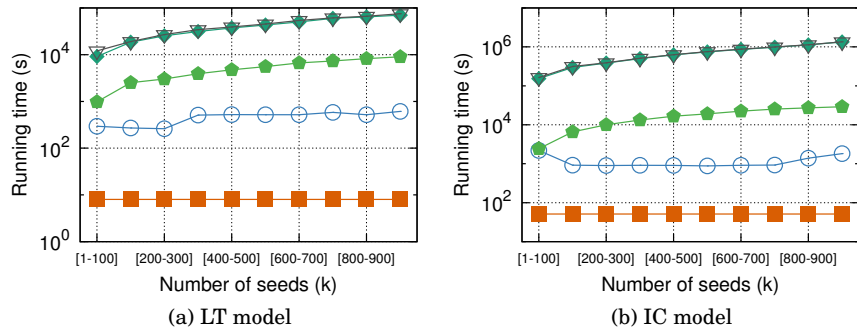 10^4
10^2
10^0
Running time (s)
[1-100] [200-300] [400-500] [600-700] [800-900]
Number of seeds (k)
(a) LT model
10^6
10^4
10^2
Running time (s)
[1-100] [200-300] [400-500] [600-700] [800-900]
Number of seeds (k)
(b) IC model